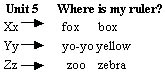 Unit 5 Where is my ruler?
Xx fox box
Yy yo-yo yellow
Zz zoo zebra